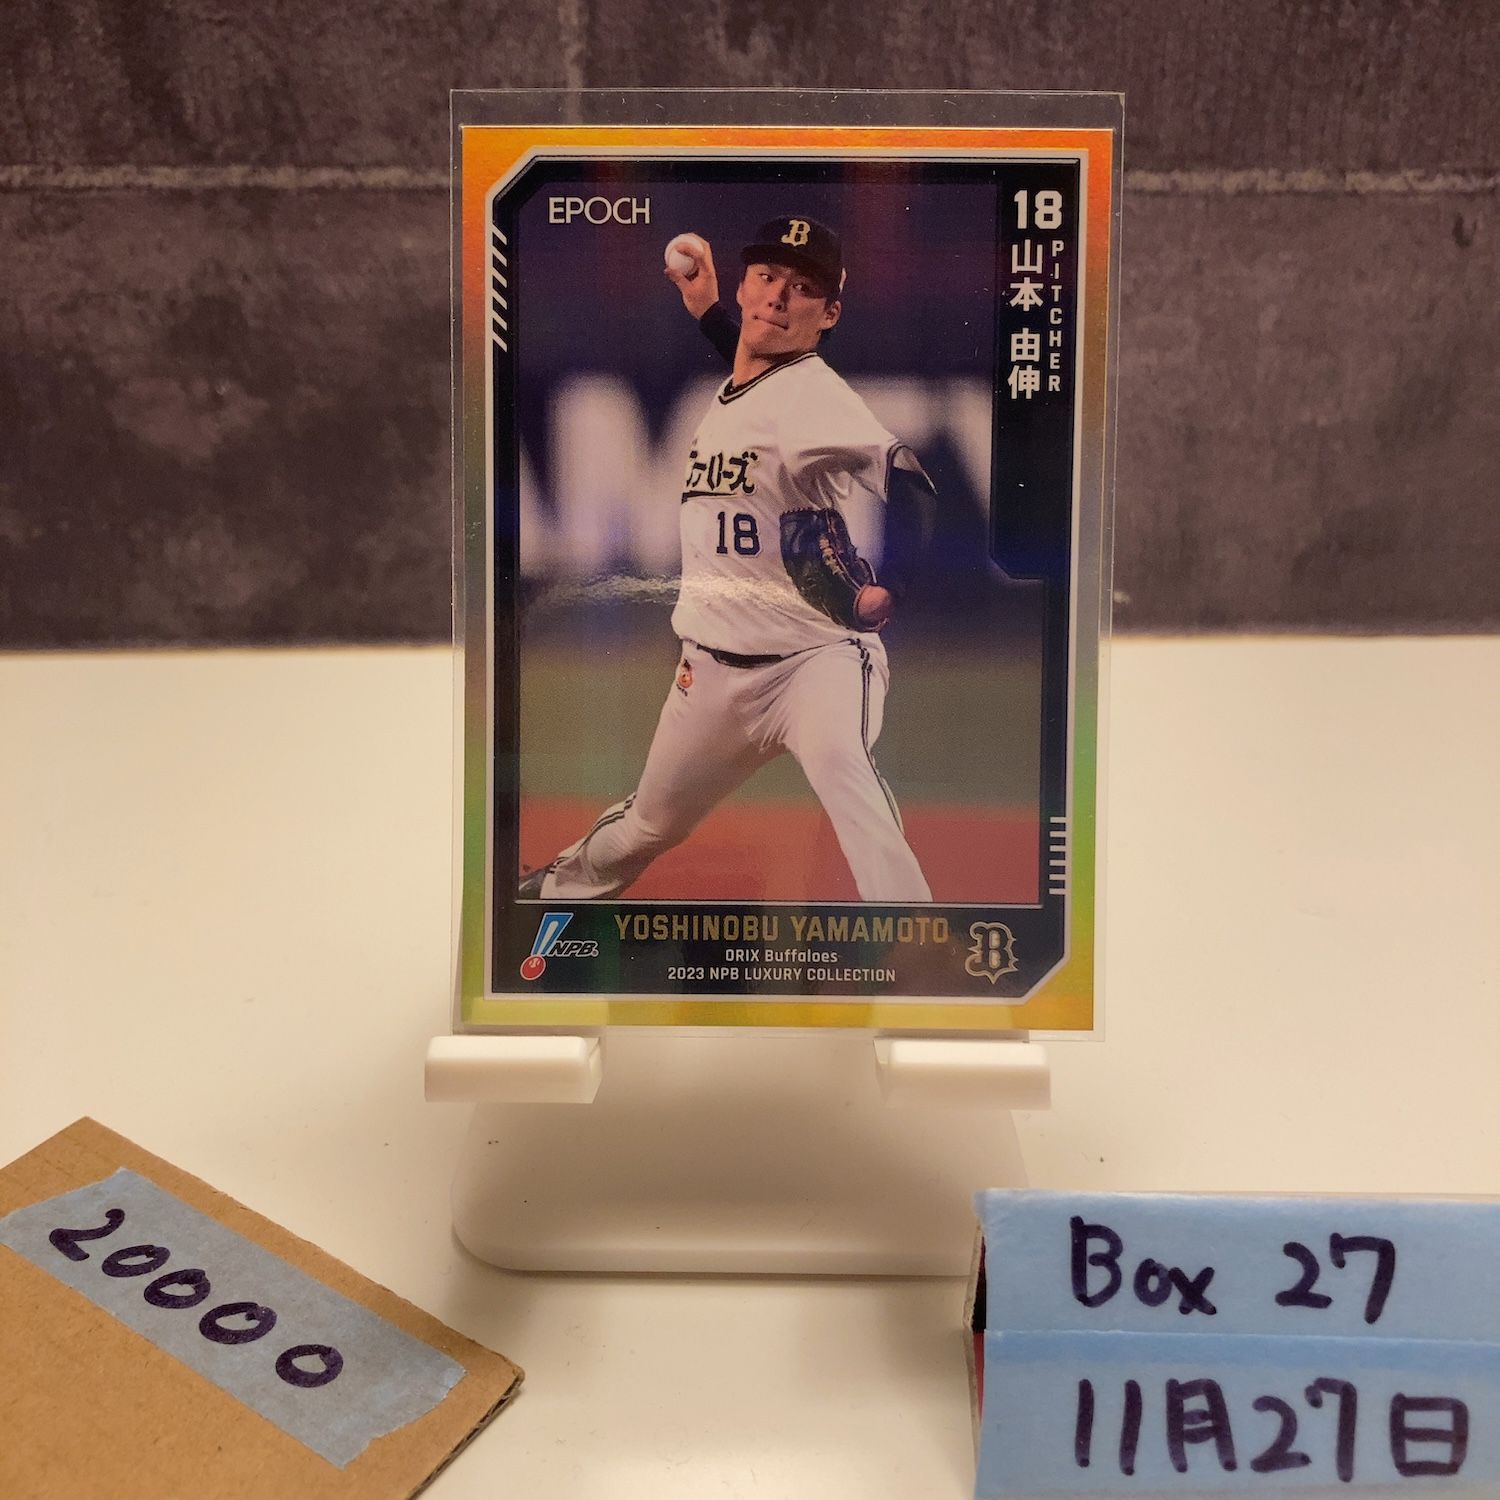 EPOCH
18
山本 由伸
PITCHER
B
18
NPB
YOSHINOBU YAMAMOTO
ORIX Buffaloes
2023 NPB LUXURY COLLECTION
B
20000
Box 27
11月27日